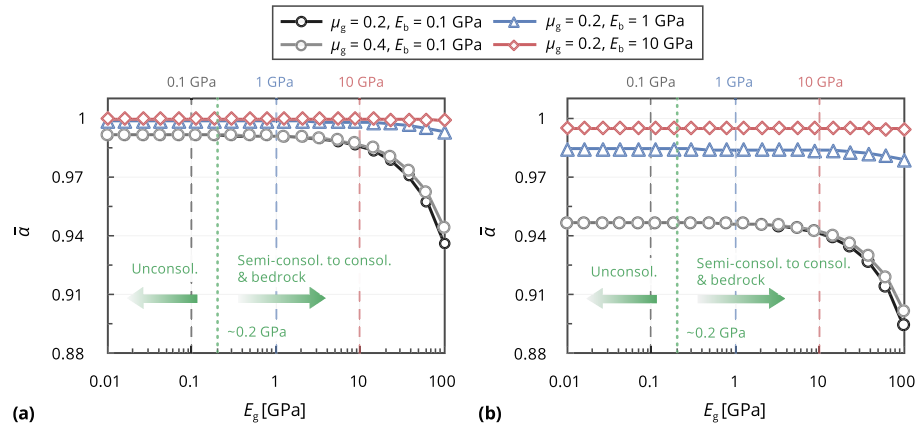 μg = 0.2, Eb = 0.1 GPa
μg = 0.2, Eb = 1 GPa
μg = 0.4, Eb = 0.1 GPa
μg = 0.2, Eb = 10 GPa
0.1 GPa
1 GPa
10 GPa
1
0.97
0.94
0.91
0.88
α̅
Unconsol.
Semi-consol. to consol.
& bedrock
~0.2 GPa
0.01
0.1
1
10
100
Eg [GPa]
(a)
0.1 GPa
1 GPa
10 GPa
1
0.97
0.94
0.91
0.88
α̅
Unconsol.
Semi-consol. to consol.
& bedrock
~0.2 GPa
0.01
0.1
1
10
100
Eg [GPa]
(b)